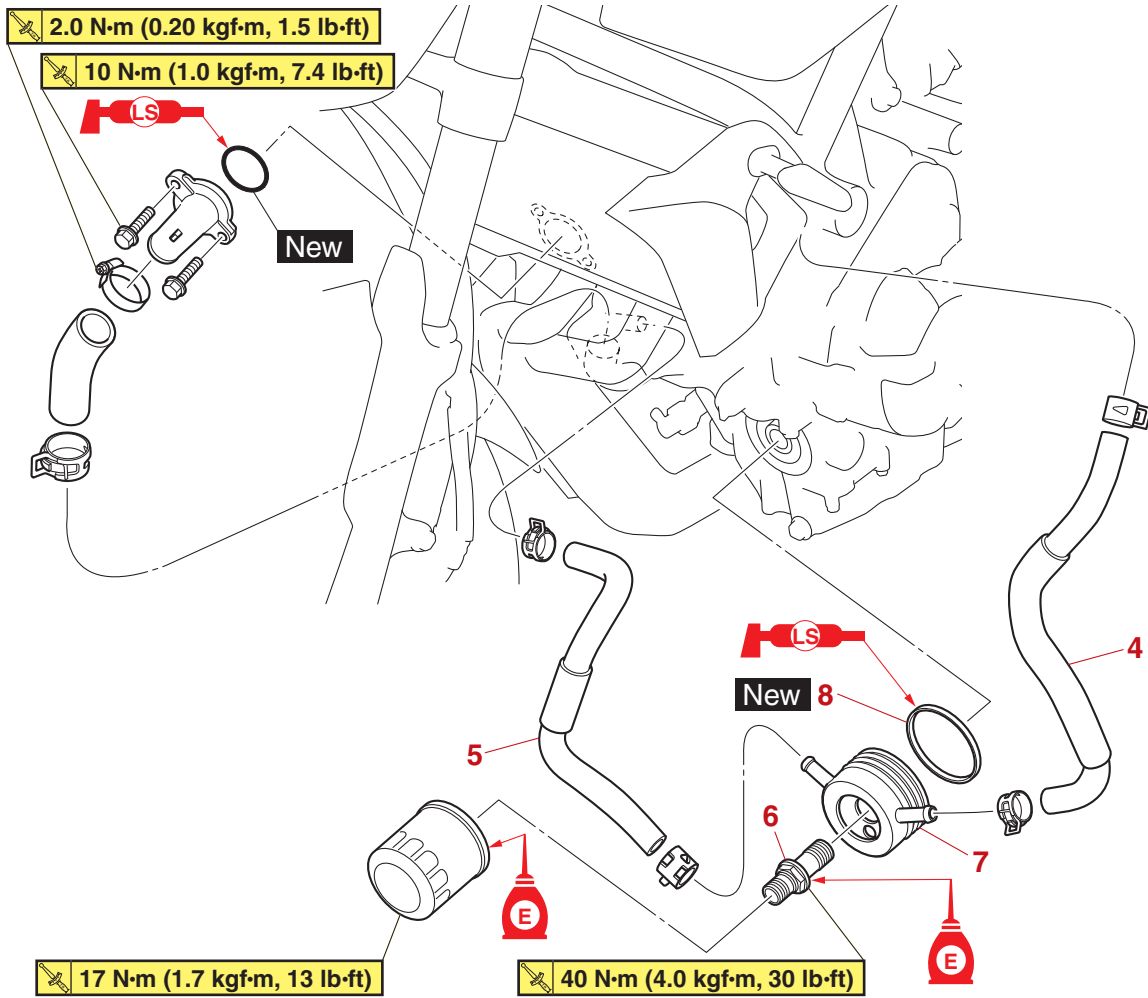 2.0 N•m (0.20 kgf•m, 1.5 lb•ft)
10 N•m (1.0 kgf•m, 7.4 lb•ft)
LS
New
4
LS
New 8
5
6
7
E
E
17 N•m (1.7 kgf•m, 13 lb•ft)
40 N•m (4.0 kgf•m, 30 lb•ft)